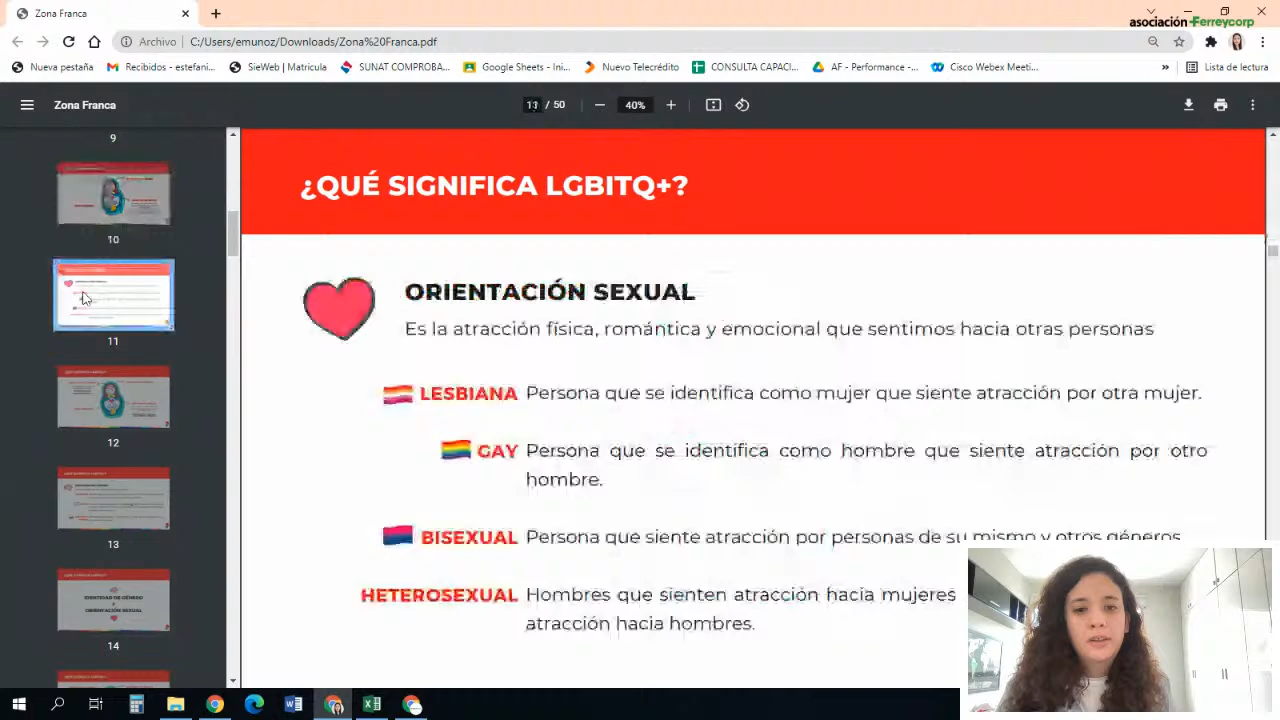 Zona Franca
asociación Ferreycorp
Archivo C:/Users/emunoz/Downloads/Zona%20Franca.pdf
Nueva pestaña Recibidos - estefani... SieWeb | Matricula SUNAT COMPROBA... Google Sheets - Ini... Nuevo Telecrédito CONSULTA CAPACI... AF - Performance -... Cisco Webex Meeti... » Lista de lectura
Zona Franca 11 / 50 40%
9
10
11
12
13
IDENTIDAD DE GÉNERO
ORIENTACIÓN SEXUAL
14
¿QUÉ SIGNIFICA LGBITQ+?
ORIENTACIÓN SEXUAL
Es la atracción física, romántica y emocional que sentimos hacia otras personas
LESBIANA Persona que se identifica como mujer que siente atracción por otra mujer.
GAY Persona que se identifica como hombre que siente atracción por otro
hombre.
BISEXUAL Persona que siente atracción por personas de su mismo y otros géneros
HETEROSEXUAL Hombres que sienten atracción hacia mujeres
atracción hacia hombres.